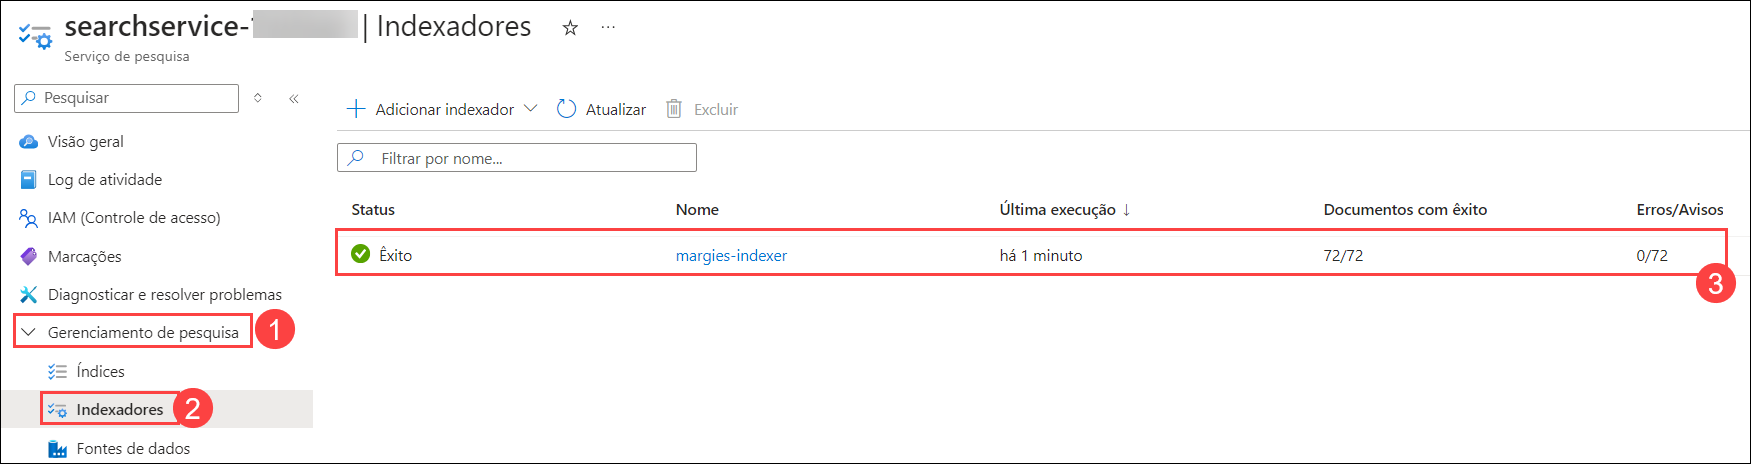 searchservice- | Indexadores
Serviço de pesquisa
Pesquisar
Adicionar indexador
Atualizar
Excluir
Visão geral
Filtrar por nome...
Log de atividade
IAM (Controle de acesso)
Marcações
Diagnosticar e resolver problemas
Gerenciamento de pesquisa
1
Índices
Indexadores
2
Fontes de dados
Status Nome Última execução ↓ Documentos com êxito Erros/Avisos
Êxito margies-indexer há 1 minuto 72/72 0/72
3